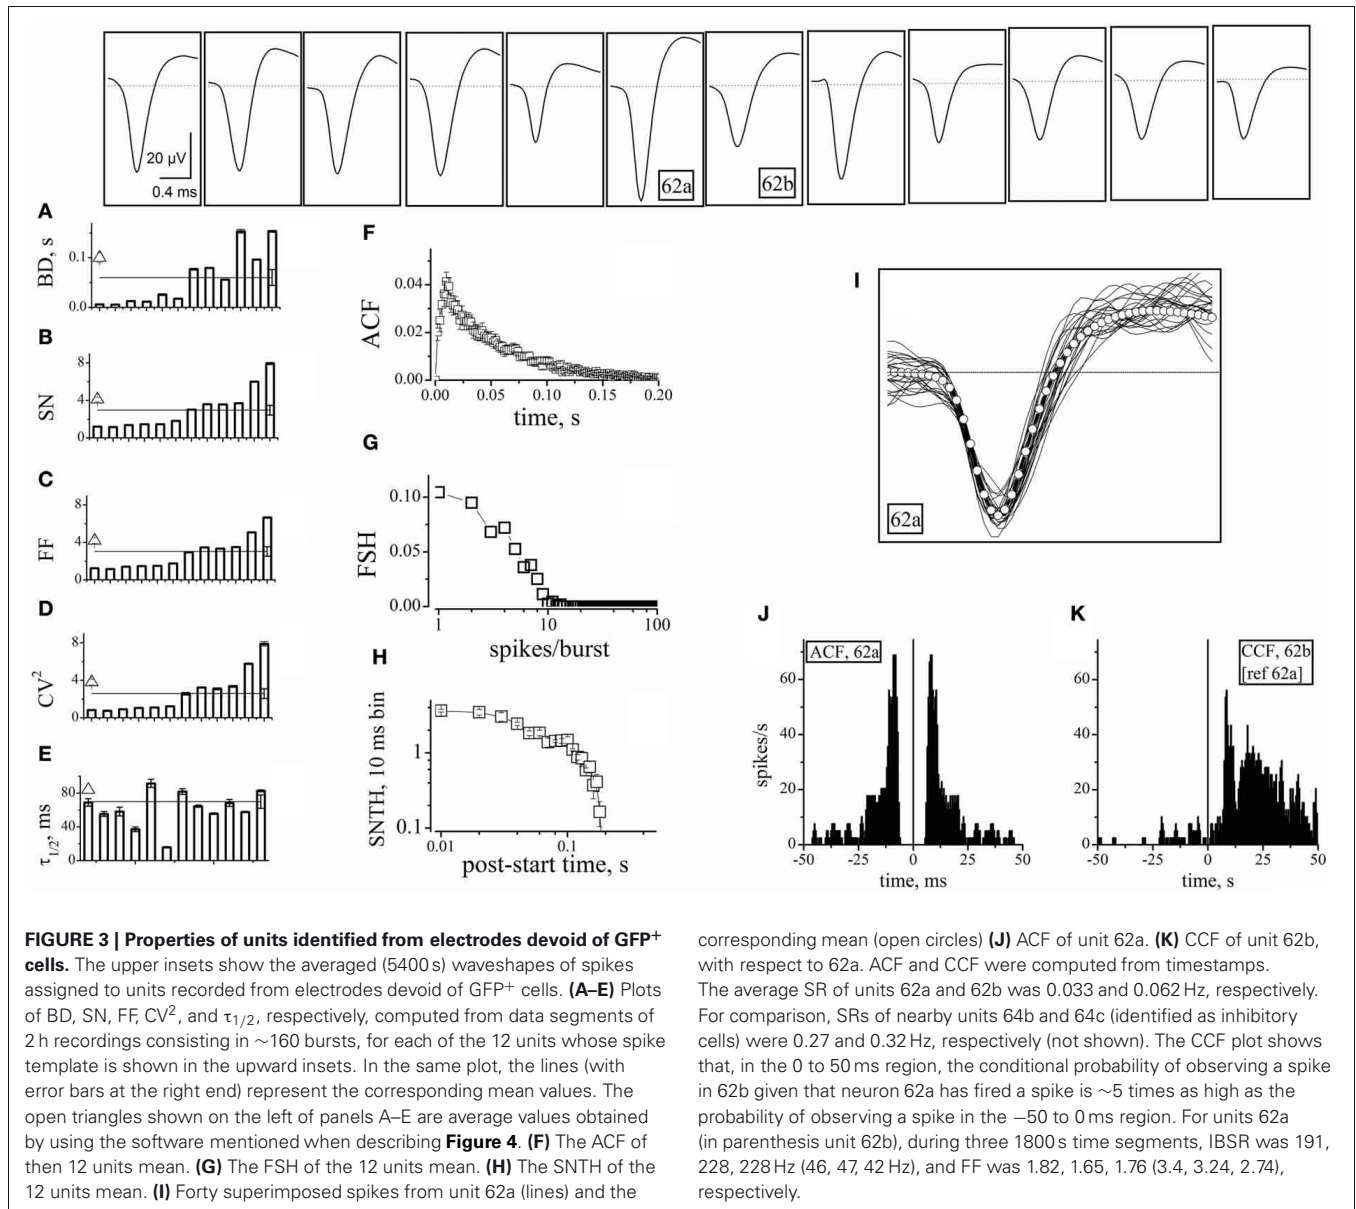 20 µV
0.4 ms
62a
62b
A
BD, s
0.1
0.0
B
SN
8
4
0
C
FF
8
4
0
D
CV²
8
4
0
E
τ1/2, ms
80
40
0
F
ACF
0.04
0.02
0.00
0.00 0.05 0.10 0.15 0.20
time, s
G
FSH
0.10
0.05
0.00
1 10 100
spikes/burst
H
SNTH, 10 ms bin
1
0.1
0.01 0.1
post-start time, s
I
62a
J
ACF, 62a
spikes/s
60
40
20
0
-50 -25 0 25 50
time, ms
K
CCF, 62b
[ref 62a]
60
40
20
0
-50 -25 0 25 50
time, s
FIGURE 3 | Properties of units identified from electrodes devoid of GFP+
cells. The upper insets show the averaged (5400 s) waveshapes of spikes
assigned to units recorded from electrodes devoid of GFP+ cells. (A–E) Plots
of BD, SN, FF, CV², and τ1/2, respectively, computed from data segments of
2 h recordings consisting in ∼160 bursts, for each of the 12 units whose spike
template is shown in the upward insets. In the same plot, the lines (with
error bars at the right end) represent the corresponding mean values. The
open triangles shown on the left of panels A–E are average values obtained
by using the software mentioned when describing Figure 4. (F) The ACF of
then 12 units mean. (G) The FSH of the 12 units mean. (H) The SNTH of the
12 units mean. (I) Forty superimposed spikes from unit 62a (lines) and the
corresponding mean (open circles) (J) ACF of unit 62a. (K) CCF of unit 62b,
with respect to 62a. ACF and CCF were computed from timestamps.
The average SR of units 62a and 62b was 0.033 and 0.062 Hz, respectively.
For comparison, SRs of nearby units 64b and 64c (identified as inhibitory
cells) were 0.27 and 0.32 Hz, respectively (not shown). The CCF plot shows
that, in the 0 to 50 ms region, the conditional probability of observing a spike
in 62b given that neuron 62a has fired a spike is ∼5 times as high as the
probability of observing a spike in the −50 to 0 ms region. For units 62a
(in parenthesis unit 62b), during three 1800 s time segments, IBSR was 191,
228, 228 Hz (46, 47, 42 Hz), and FF was 1.82, 1.65, 1.76 (3.4, 3.24, 2.74),
respectively.